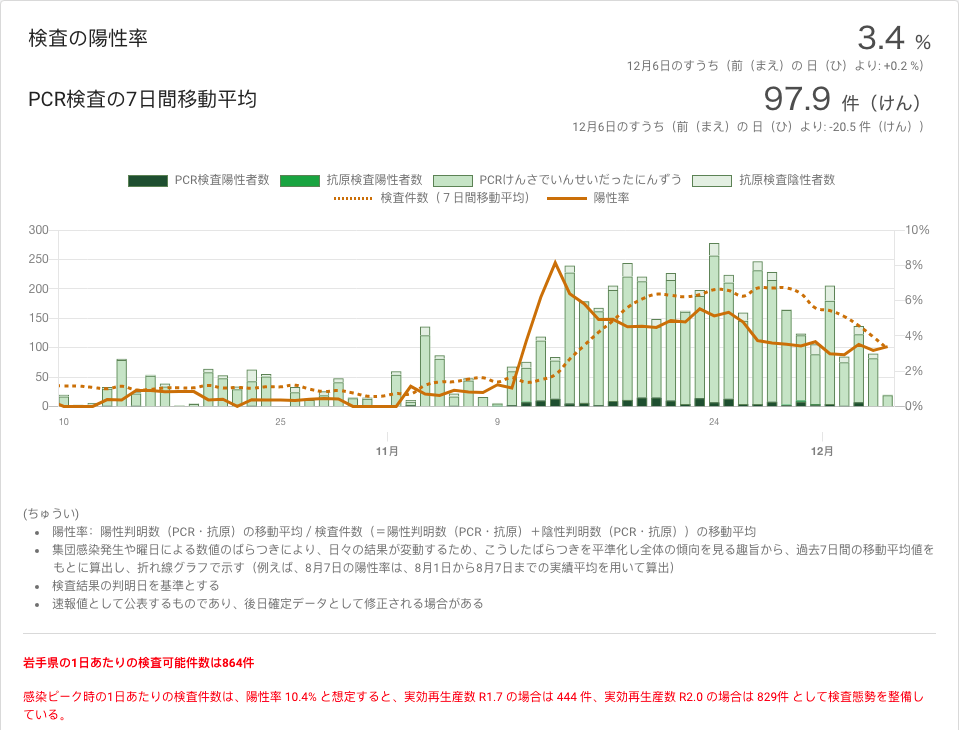 検査の陽性率
3.4 %
12月6日のすうち（前（まえ）の 日（ひ）より: +0.2 %）
PCR検査の7日間移動平均
97.9 件（けん）
12月6日のすうち（前（まえ）の 日（ひ）より: -20.5 件（けん））
PCR検査陽性者数 抗原検査陽性者数 PCRけんさでいんせいだったにんずう 抗原検査陰性者数
検査件数（７日間移動平均） 陽性率
300 10%
250 8%
200
150 6%
100 4%
50 2%
0 0%
10 25 9 24
11月 12月
(ちゅうい)
• 陽性率：陽性判明数（PCR・抗原）の移動平均 / 検査件数（＝陽性判明数（PCR・抗原）＋陰性判明数（PCR・抗原））の移動平均
• 集団感染発生や曜日による数値のばらつきにより、日々の結果が変動するため、こうしたばらつきを平準化し全体の傾向を見る趣旨から、過去7日間の移動平均値を
もとに算出し、折れ線グラフで示す（例えば、8月7日の陽性率は、8月1日から8月7日までの実績平均を用いて算出）
• 検査結果の判明日を基準とする
• 速報値として公表するものであり、後日確定データとして修正される場合がある
岩手県の1日あたりの検査可能件数は864件
感染ピーク時の1日あたりの検査件数は、陽性率 10.4% と想定すると、実効再生産数 R1.7 の場合は 444 件、実効再生産数 R2.0 の場合は 829件 として検査態勢を整備し
ている。